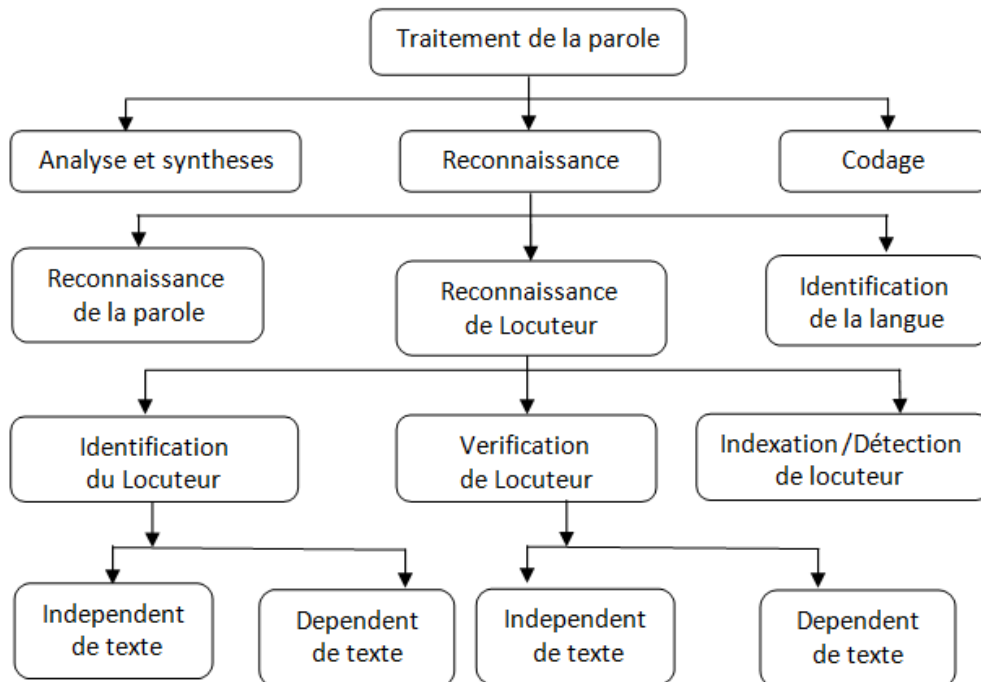 Traitement de la parole
Analyse et syntheses
Reconnaissance
Codage
Reconnaissance
de la parole
Reconnaissance
de Locuteur
Identification
de la langue
Identification
du Locuteur
Verification
de Locuteur
Indexation /Détection
de locuteur
Independent
de texte
Dependent
de texte
Independent
de texte
Dependent
de texte